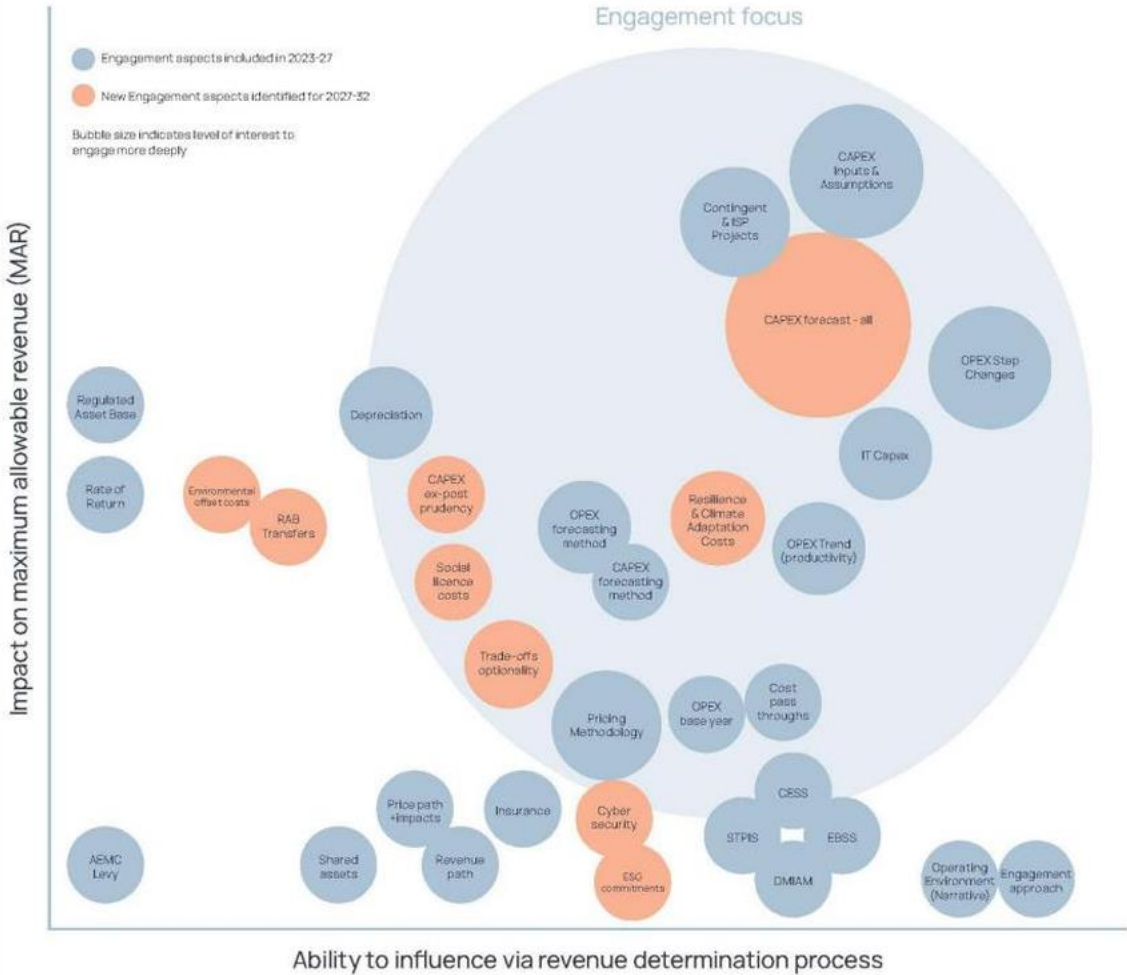 Engagement focus
Engagement aspects included in 2023-27
New Engagement aspects identified for 2027-32
Bubble size indicates level of interest to
engage more deeply
Impact on maximum allowable revenue (MAR)
CAPEX
Inputs &
Assumptions
Contingent
& ISP
Projects
CAPEX forecast - all
OPEX Step
Changes
Regulated
Asset Base
Depreciation
IT Capex
Rate of
Return
Environmental
offset costs
RAB
Transfers
CAPEX
ex-post
prudency
OPEX
forecasting
method
CAPEX
forecasting
method
Resilience
& Climate
Adaptation
Costs
OPEX Trend
(productivity)
Social
licence
costs
Trade-offs
optionality
Pricing
Methodology
OPEX
base year
Cost
pass
throughs
Price path
+impacts
Insurance
Cyber
security
CESS
STPIS
EBSS
DMIAM
AEMC
Levy
Shared
assets
Revenue
path
ESG
commitments
Operating
Environment
(Narrative)
Engagement
approach
Ability to influence via revenue determination process